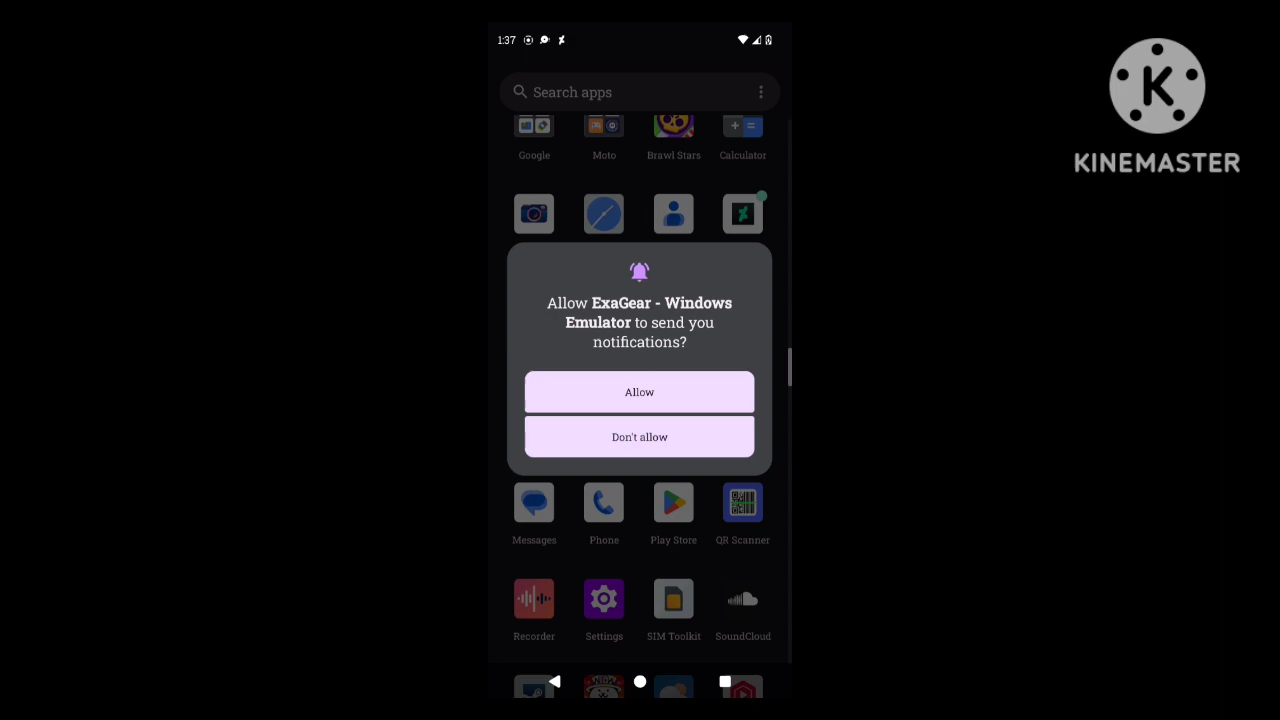 1:37
Search apps
Google Moto Brawl Stars Calculator
K
KINEMASTER
Allow ExaGear - Windows
Emulator to send you
notifications?
Allow
Don't allow
Messages Phone Play Store QR Scanner
Recorder Settings SIM Toolkit SoundCloud